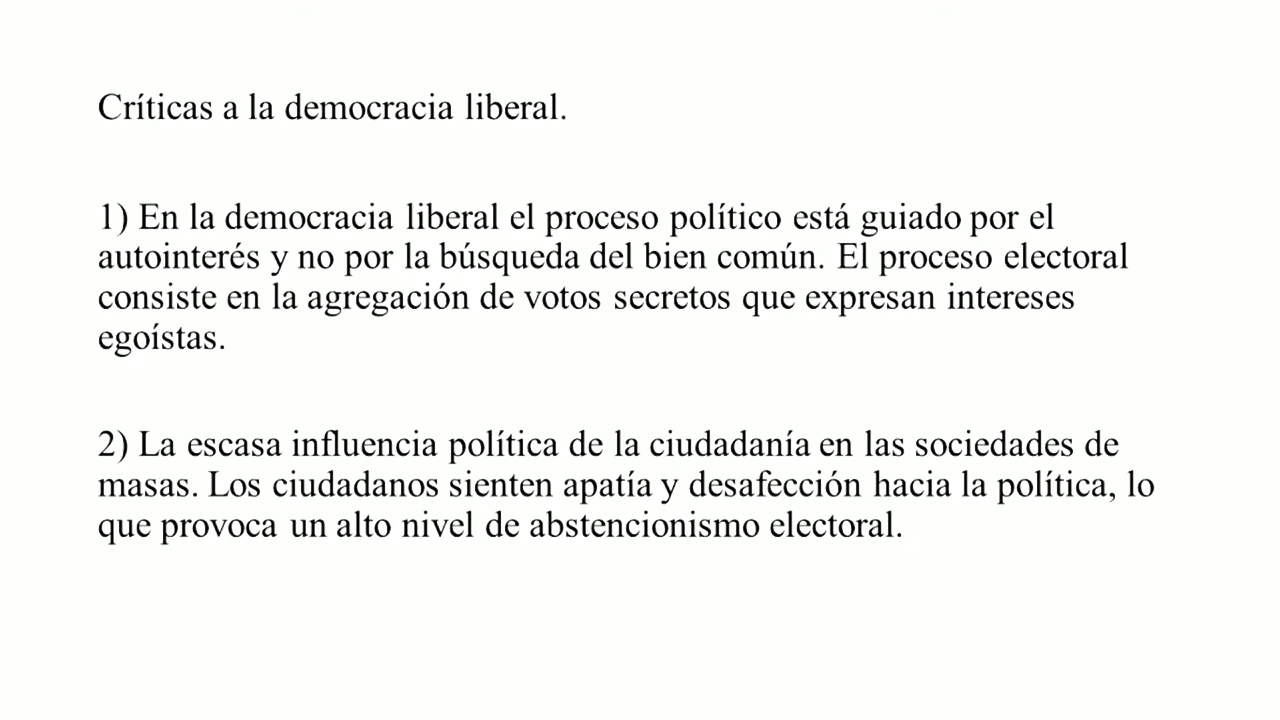 Críticas a la democracia liberal.
1) En la democracia liberal el proceso político está guiado por el
autointerés y no por la búsqueda del bien común. El proceso electoral
consiste en la agregación de votos secretos que expresan intereses
egoístas.
2) La escasa influencia política de la ciudadanía en las sociedades de
masas. Los ciudadanos sienten apatía y desafección hacia la política, lo
que provoca un alto nivel de abstencionismo electoral.